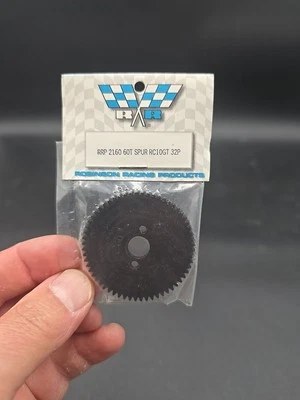 R R
RRP 2160 60T SPUR RC10GT 32P
ROBINSON RACING PRODUCTS